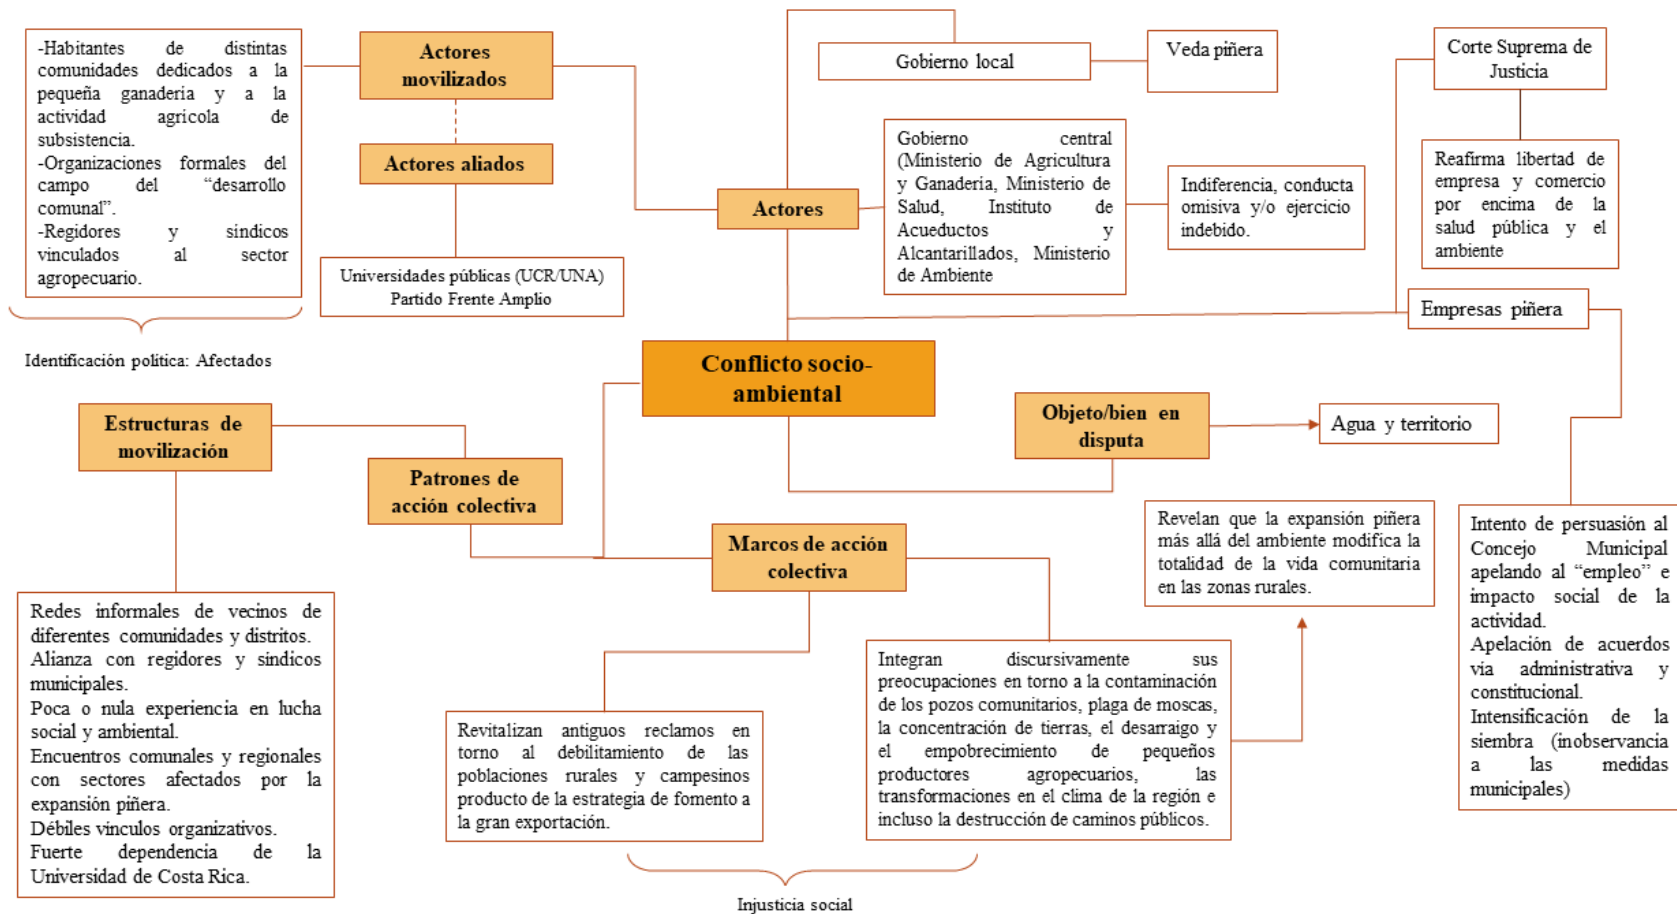 -Habitantes de distintas
comunidades dedicados a la
pequeña ganadería y a la
actividad agrícola de
subsistencia.
-Organizaciones formales del
campo del “desarrollo
comunal”.
-Regidores y síndicos
vinculados al sector
agropecuario.
Identificación política: Afectados
Actores
movilizados
Actores aliados
Universidades públicas (UCR/UNA)
Partido Frente Amplio
Actores
Gobierno local
Veda piñera
Gobierno central
(Ministerio de Agricultura
y Ganadería, Ministerio de
Salud, Instituto de
Acueductos y
Alcantarillados, Ministerio
de Ambiente
Indiferencia, conducta
omisiva y/o ejercicio
indebido.
Corte Suprema de
Justicia
Reafirma libertad de
empresa y comercio
por encima de la
salud pública y el
ambiente
Empresas piñera
Conflicto socio-
ambiental
Objeto/bien en
disputa
Agua y territorio
Estructuras de
movilización
Patrones de
acción colectiva
Marcos de acción
colectiva
Revelan que la expansión piñera
más allá del ambiente modifica la
totalidad de la vida comunitaria
en las zonas rurales.
Intento de persuasión al
Concejo Municipal
apelando al “empleo” e
impacto social de la
actividad.
Apelación de acuerdos
vía administrativa y
constitucional.
Intensificación de la
siembra (inobservancia
a las medidas
municipales)
Redes informales de vecinos de
diferentes comunidades y distritos.
Alianza con regidores y síndicos
municipales.
Poca o nula experiencia en lucha
social y ambiental.
Encuentros comunales y regionales
con sectores afectados por la
expansión piñera.
Débiles vínculos organizativos.
Fuerte dependencia de la
Universidad de Costa Rica.
Revitalizan antiguos reclamos en
torno al debilitamiento de las
poblaciones rurales y campesinos
producto de la estrategia de fomento a
la gran exportación.
Integran discursivamente sus
preocupaciones en torno a la contaminación
de los pozos comunitarios, plaga de moscas,
la concentración de tierras, el desarraigo y
el empobrecimiento de pequeños
productores agropecuarios, las
transformaciones en el clima de la región e
incluso la destrucción de caminos públicos.
Injusticia social